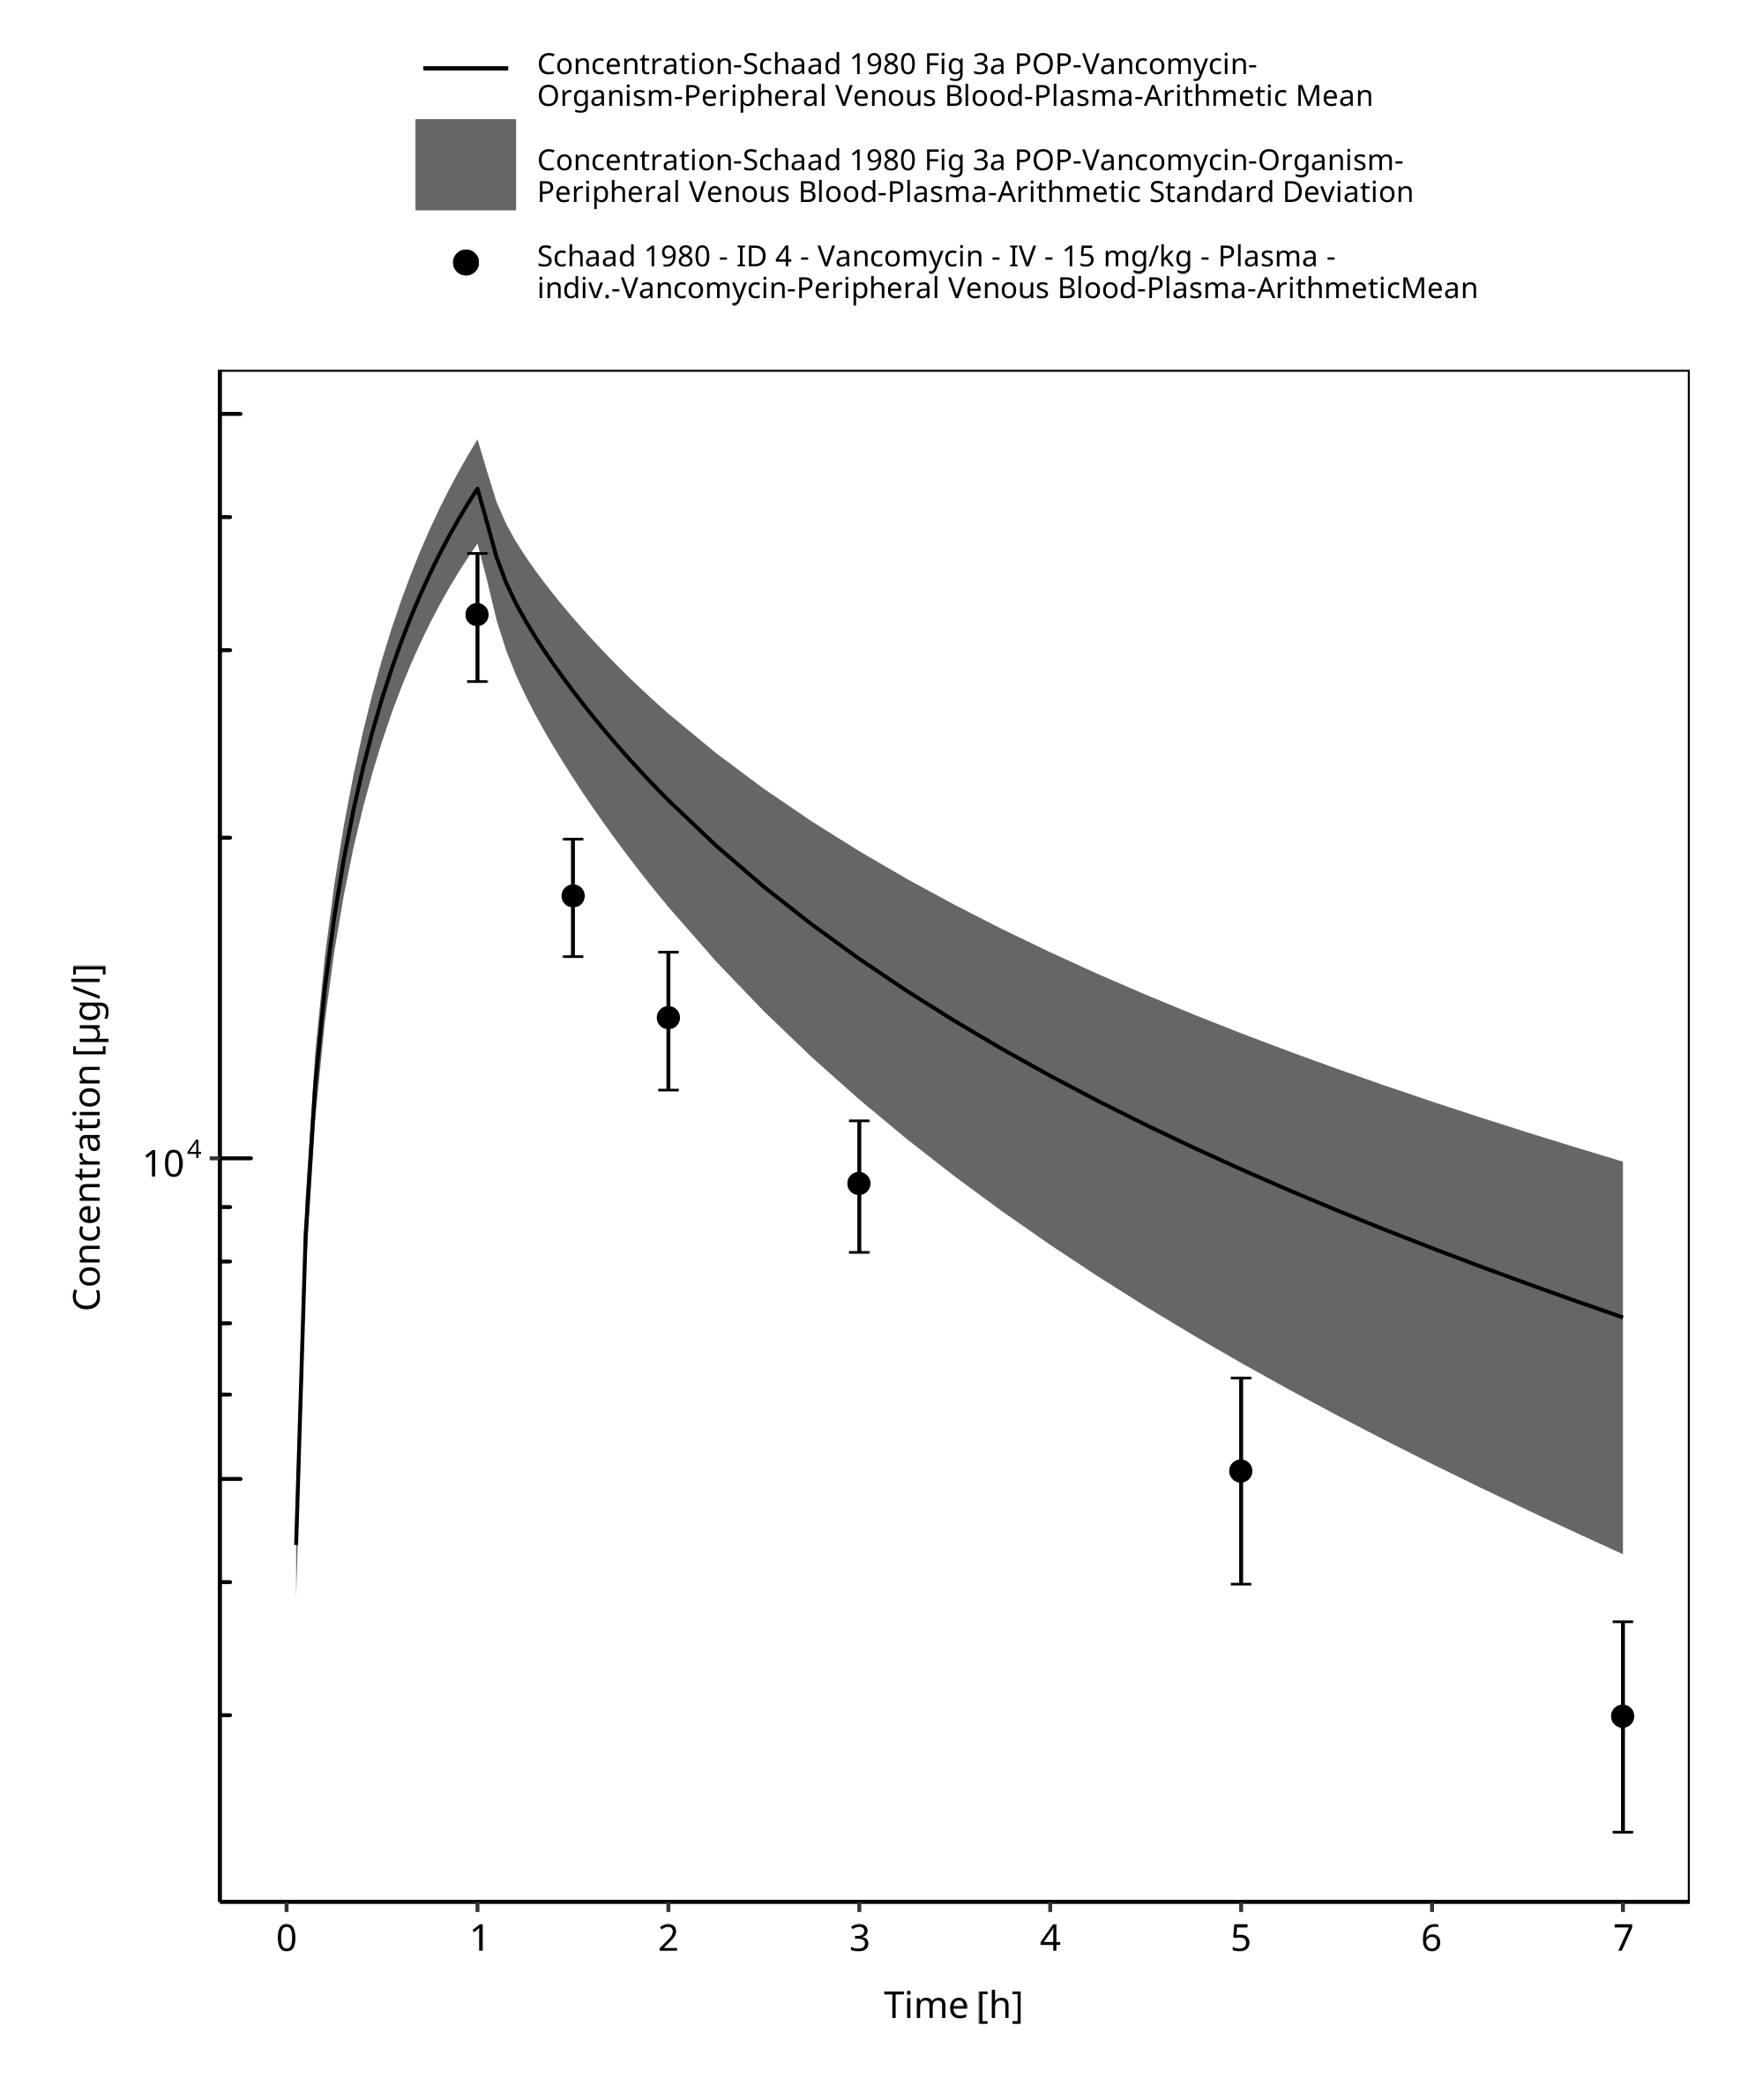 Concentration-Schaad 1980 Fig 3a POP-Vancomycin-
Organism-Peripheral Venous Blood-Plasma-Arithmetic Mean
Concentration-Schaad 1980 Fig 3a POP-Vancomycin-Organism-
Peripheral Venous Blood-Plasma-Arithmetic Standard Deviation
Schaad 1980 - ID 4 - Vancomycin - IV - 15 mg/kg - Plasma -
indiv.-Vancomycin-Peripheral Venous Blood-Plasma-ArithmeticMean
Concentration [µg/l]
10⁴
0 1 2 3 4 5 6 7
Time [h]